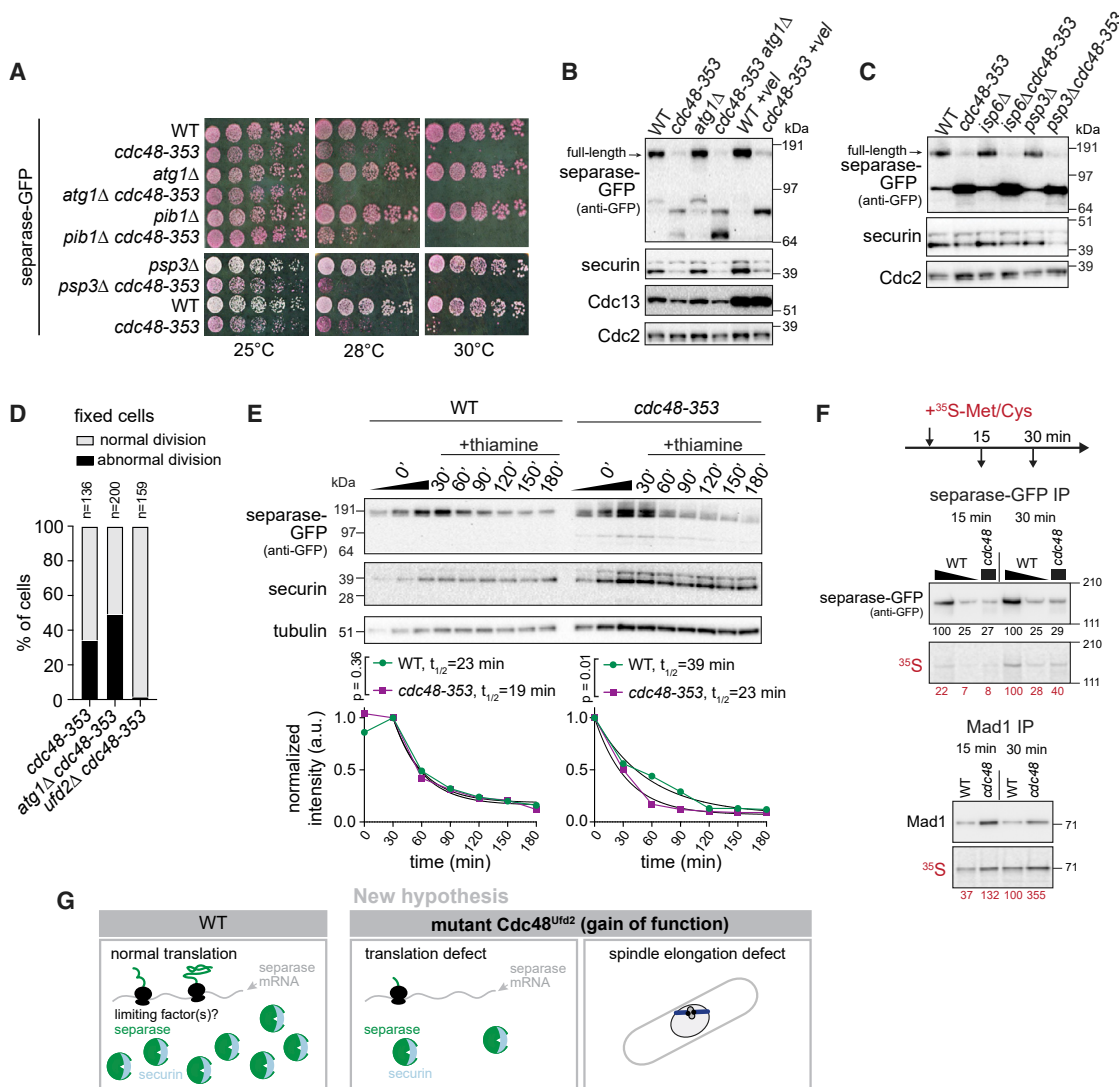 A
separase-GFP
WT
cdc48-353
atg1Δ
atg1Δ cdc48-353
pib1Δ
pib1Δ cdc48-353
psp3Δ
psp3Δ cdc48-353
WT
cdc48-353
25°C
28°C
30°C
B
WT
cdc48-353
atg1Δ
cdc48-353 atg1Δ
WT +vel
cdc48-353 +vel
kDa
full-length
separase-
GFP
(anti-GFP)
191
97
64
securin
39
Cdc13
51
Cdc2
39
C
WT
cdc48-353
isp6Δ
isp6Δcdc48-353
psp3Δ
psp3Δcdc48-353
kDa
full-length
separase-
GFP
(anti-GFP)
191
97
64
securin
51
39
Cdc2
39
D
fixed cells
normal division
abnormal division
n=136
n=200
n=159
% of cells
100
80
60
40
20
0
cdc48-353
atg1Δ cdc48-353
ufd2Δ cdc48-353
E
WT
cdc48-353
+thiamine
+thiamine
0'
30'
60'
90'
120'
150'
180'
0'
30'
60'
90'
120'
150'
180'
kDa
separase-
GFP
(anti-GFP)
191
97
64
securin
39
28
tubulin
51
p = 0.36
WT, t1/2=23 min
cdc48-353, t1/2=19 min
p = 0.01
WT, t1/2=39 min
cdc48-353, t1/2=23 min
normalized
intensity (a.u.)
1.0
0.5
0.0
0
30
60
90
120
150
180
time (min)
1.0
0.5
0.0
0
30
60
90
120
150
180
time (min)
F
+35S-Met/Cys
15
30 min
separase-GFP IP
15 min
30 min
WT
cdc48
WT
cdc48
separase-GFP
(anti-GFP)
210
111
100 25 27 100 25 29
35S
210
111
22 7 8 100 28 40
Mad1 IP
15 min
30 min
WT
cdc48
WT
cdc48
Mad1
71
35S
71
37 132 100 355
G
New hypothesis
WT
mutant Cdc48Ufd2 (gain of function)
normal translation
separase
mRNA
limiting factor(s)?
separase
securin
translation defect
separase
mRNA
separase
securin
spindle elongation defect